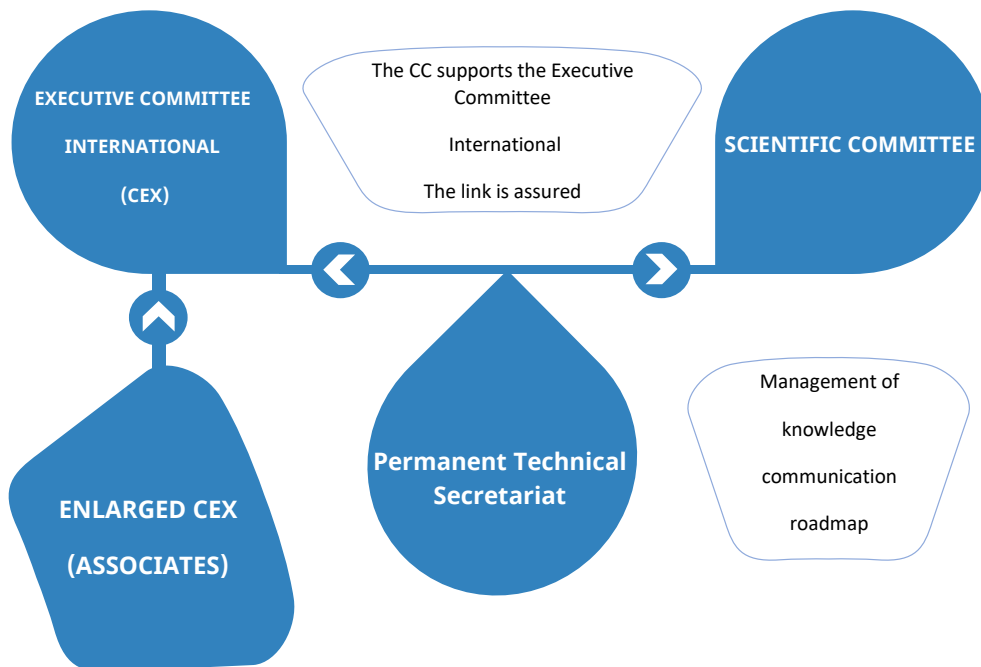 EXECUTIVE COMMITTEE
INTERNATIONAL
(CEX)
The CC supports the Executive
Committee
International
The link is assured
SCIENTIFIC COMMITTEE
Permanent Technical
Secretariat
Management of
knowledge
communication
roadmap
ENLARGED CEX
(ASSOCIATES)